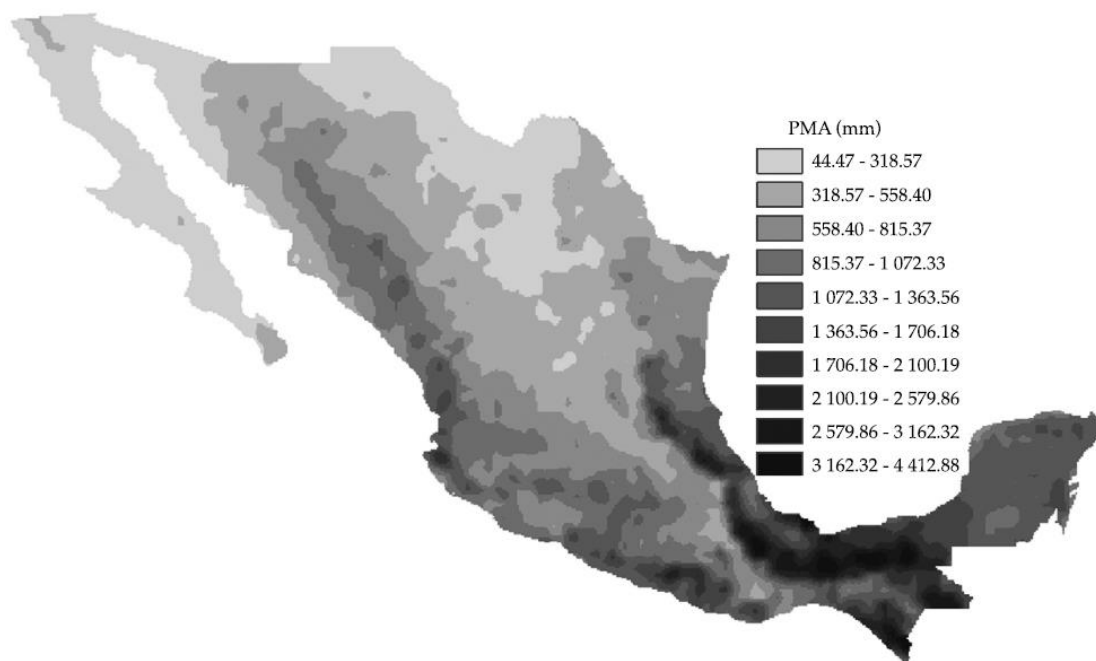 PMA (mm)
44.47 - 318.57
318.57 - 558.40
558.40 - 815.37
815.37 - 1 072.33
1 072.33 - 1 363.56
1 363.56 - 1 706.18
1 706.18 - 2 100.19
2 100.19 - 2 579.86
2 579.86 - 3 162.32
3 162.32 - 4 412.88